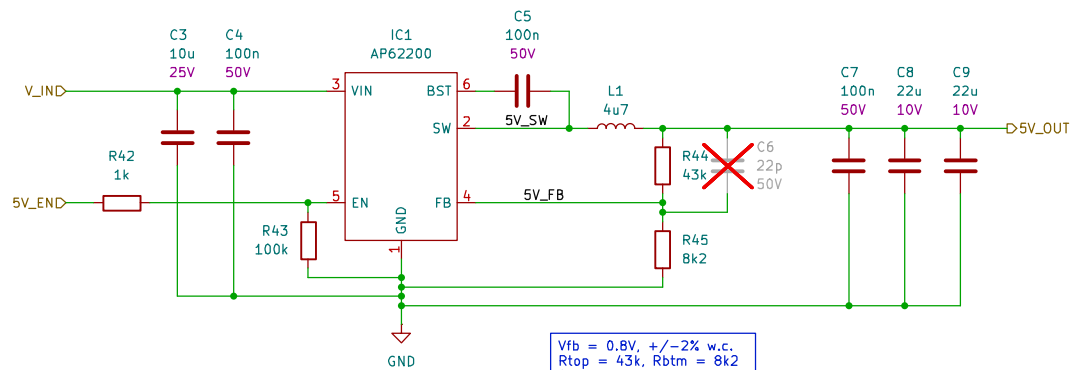 C3
10u
25V
C4
100n
50V
IC1
AP62200
C5
100n
50V
V_IN
3
VIN
BST
6
SW
2
5V_SW
L1
4u7
C7
100n
50V
C8
22u
10V
C9
22u
10V
5V_OUT
R42
1k
5V_EN
5
EN
FB
4
5V_FB
R44
43k
C6
22p
50V
R43
100k
GND
1
R45
8k2
GND
Vfb = 0.8V, +/-2% w.c.
Rtop = 43k, Rbtm = 8k2